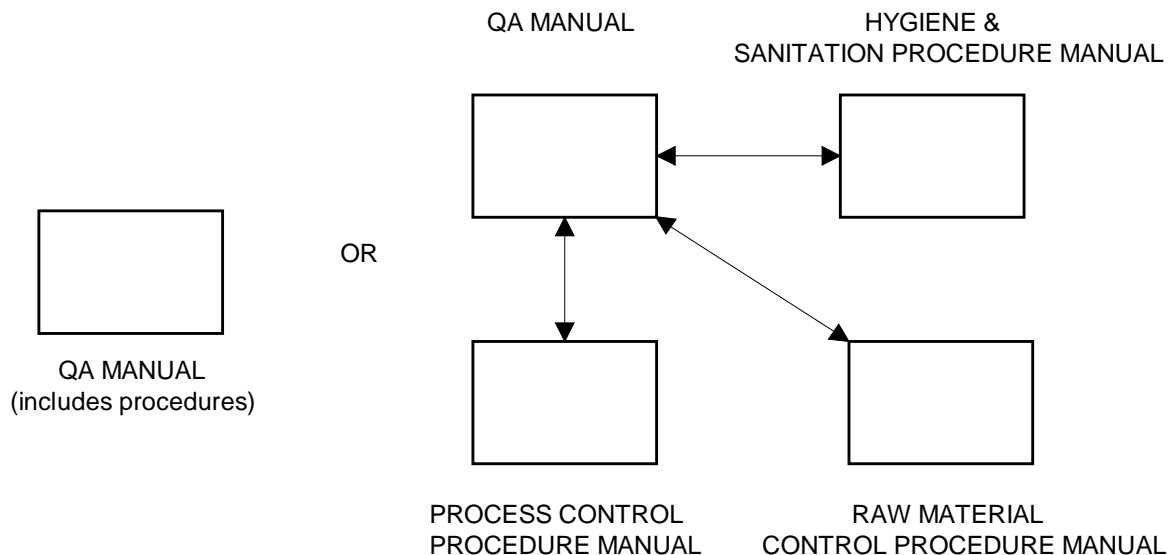 QA MANUAL
HYGIENE &
SANITATION PROCEDURE MANUAL
OR
QA MANUAL
(includes procedures)
PROCESS CONTROL
PROCEDURE MANUAL
RAW MATERIAL
CONTROL PROCEDURE MANUAL